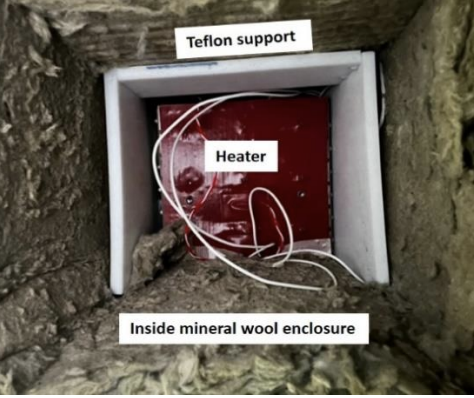 Teflon support
Heater
Inside mineral wool enclosure